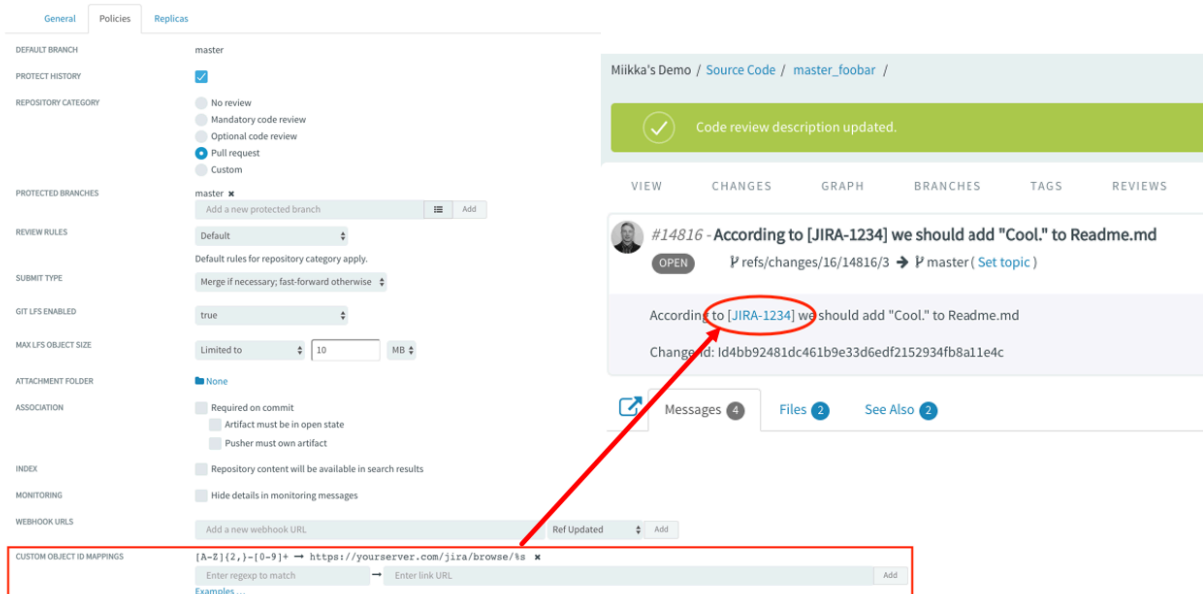 General Policies Replicas
DEFAULT BRANCH master
PROTECT HISTORY
REPOSITORY CATEGORY No review
Mandatory code review
Optional code review
Pull request
Custom
PROTECTED BRANCHES master ✖
Add a new protected branch Add
REVIEW RULES Default
Default rules for repository category apply.
SUBMIT TYPE Merge if necessary; fast-forward otherwise
GIT LFS ENABLED true
MAX LFS OBJECT SIZE Limited to 10 MB
ATTACHMENT FOLDER None
ASSOCIATION Required on commit
Artifact must be in open state
Pusher must own artifact
INDEX Repository content will be available in search results
MONITORING Hide details in monitoring messages
WEBHOOK URLS Add a new webhook URL Ref Updated Add
CUSTOM OBJECT ID MAPPINGS [A-Z]{2,}-[0-9]+ → https://yourserver.com/jira/browse/%s ✖
Enter regexp to match → Enter link URL Add
Examples ...
Miikka's Demo / Source Code / master_foobar /
Code review description updated.
VIEW CHANGES GRAPH BRANCHES TAGS REVIEWS
#14816 - According to [JIRA-1234] we should add "Cool." to Readme.md
OPEN refs/changes/16/14816/3 → master ( Set topic )
According to [JIRA-1234] we should add "Cool." to Readme.md
Change-Id: Id4bb92481dc461b9e33d6edf2152934fb8a11e4c
Messages 4 Files 2 See Also 2